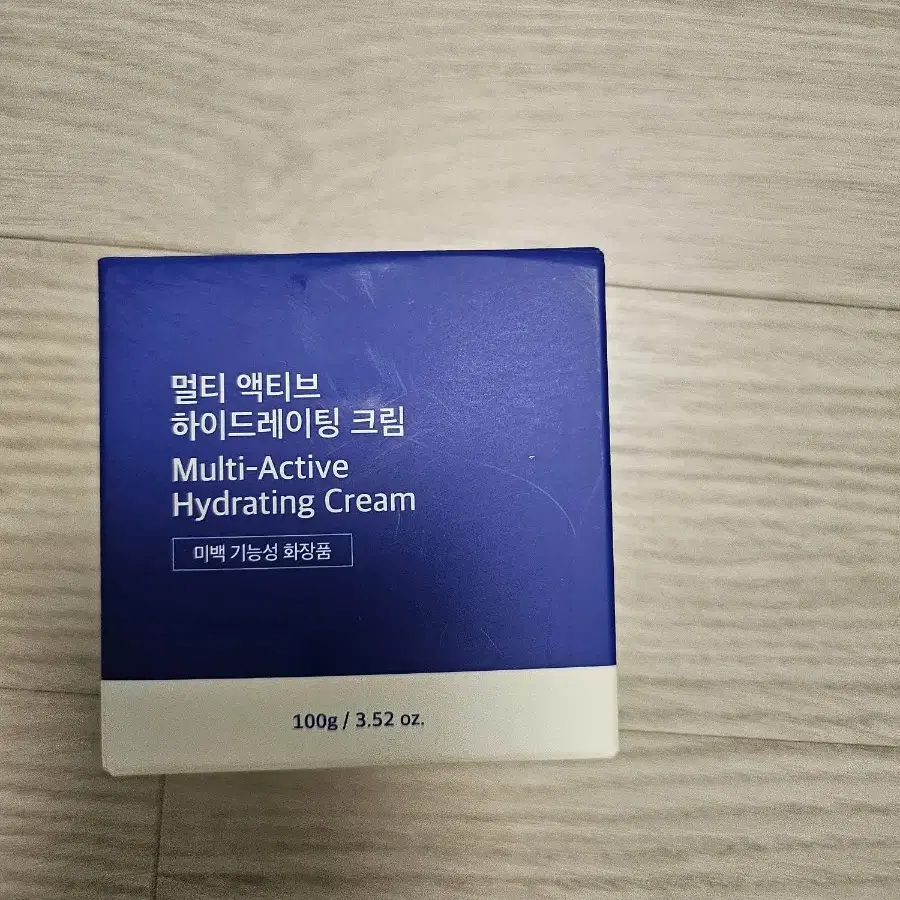 멀티 액티브
하이드레이팅 크림
Multi-Active
Hydrating Cream
미백 기능성 화장품
100g / 3.52 oz.